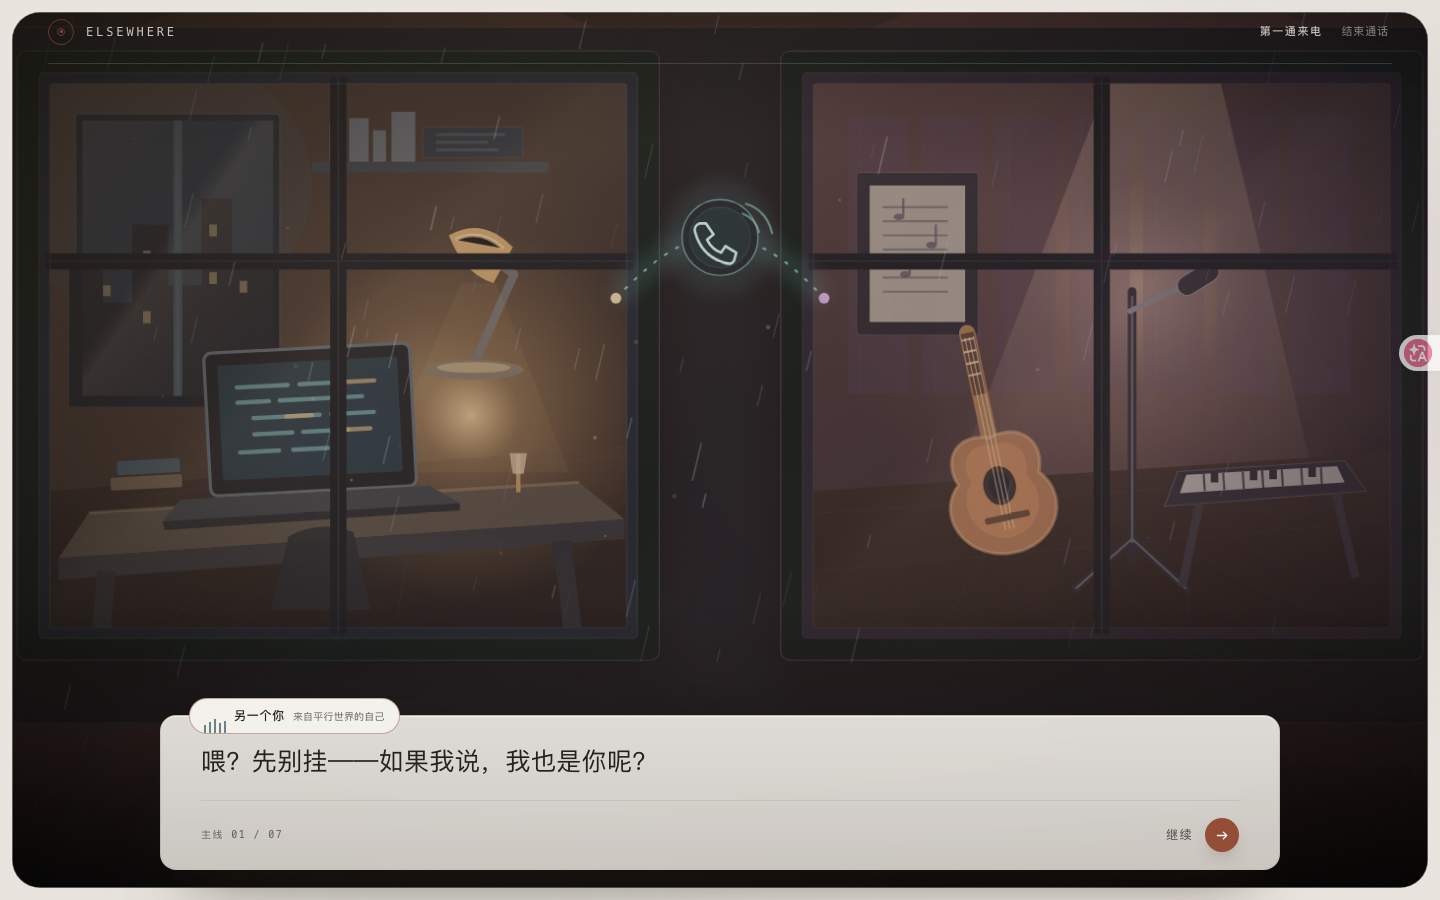 ELSEWHERE
第一通来电 结束通话
另一个你 来自平行世界的自己
喂？先别挂——如果我说，我也是你呢？
主线 01 / 07
继续